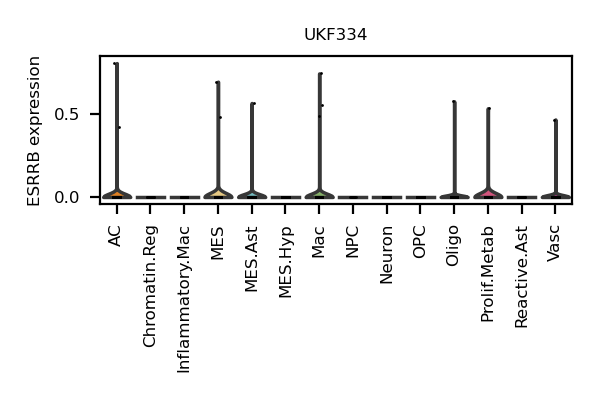 UKF334
ESRRB expression
0.5
0.0
AC
Chromatin.Reg
Inflammatory.Mac
MES
MES.Ast
MES.Hyp
Mac
NPC
Neuron
OPC
Oligo
Prolif.Metab
Reactive.Ast
Vasc